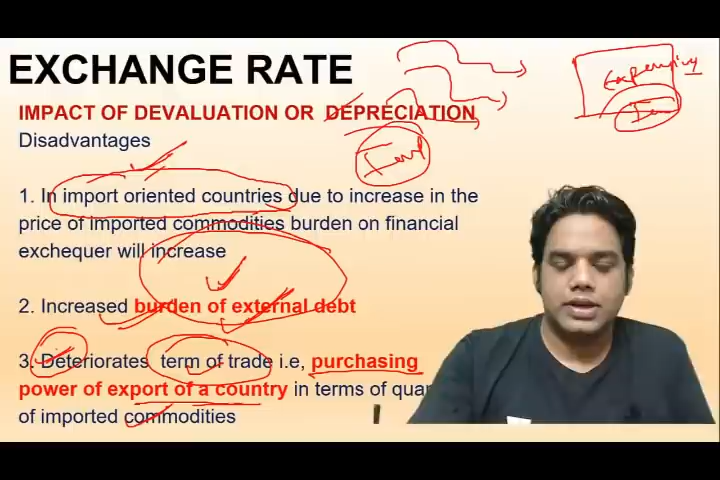 EXCHANGE RATE
IMPACT OF DEVALUATION OR DEPRECIATION
Disadvantages
1. In import oriented countries due to increase in the
price of imported commodities burden on financial
exchequer will increase
2. Increased burden of external debt
3. Deteriorates term of trade i.e, purchasing
power of export of a country in terms of
of imported commodities